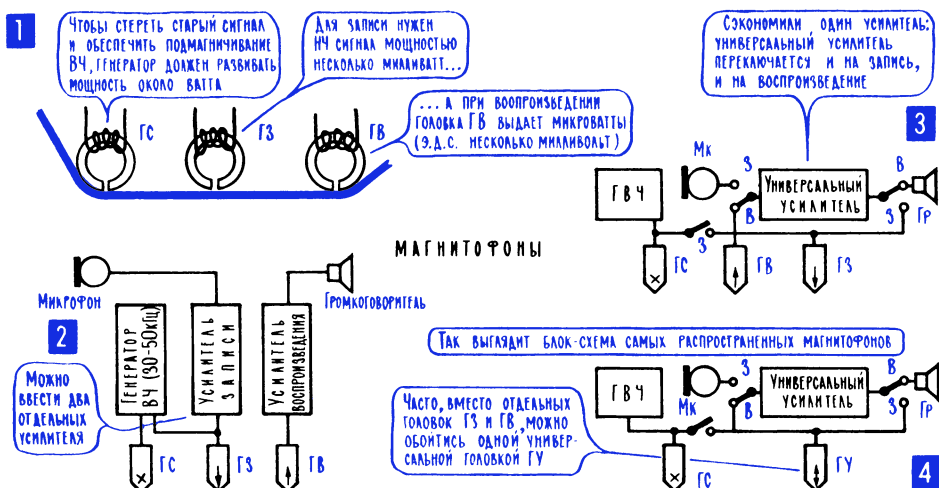 1
Чтобы стереть старый сигнал
и обеспечить подмагничивание
ВЧ, генератор должен развивать
мощность около ватта
Для записи нужен
НЧ сигнал мощностью
несколько милливатт...
... а при воопроизведении
головка ГВ выдает микроватты
(э.д.с. несколько милливольт)
ГС
ГЗ
ГВ
Сэкономили один усилитель:
универсальный усилитель
переключается и на запись,
и на воспроизведение
3
Мк
З
В
ГВЧ
В
Универсальный
усилитель
З
Гр
З
ГС
ГВ
ГЗ
МАГНИТОФОНЫ
Микрофон
Громкоговоритель
2
Генератор
ВЧ (30-50кГц)
Усилитель
записи
Усилитель
воспроизведения
Можно
ввести два
отдельных
усилителя
ГС
ГЗ
ГВ
Так выглядит блок-схема самых распространенных магнитофонов
ГВЧ
Мк
З
В
Универсальный
усилитель
В
З
Гр
Часто, вместо отдельных
головок ГЗ и ГВ, можно
обойтись одной универ-
сальной головкой ГУ
ГС
ГУ
4